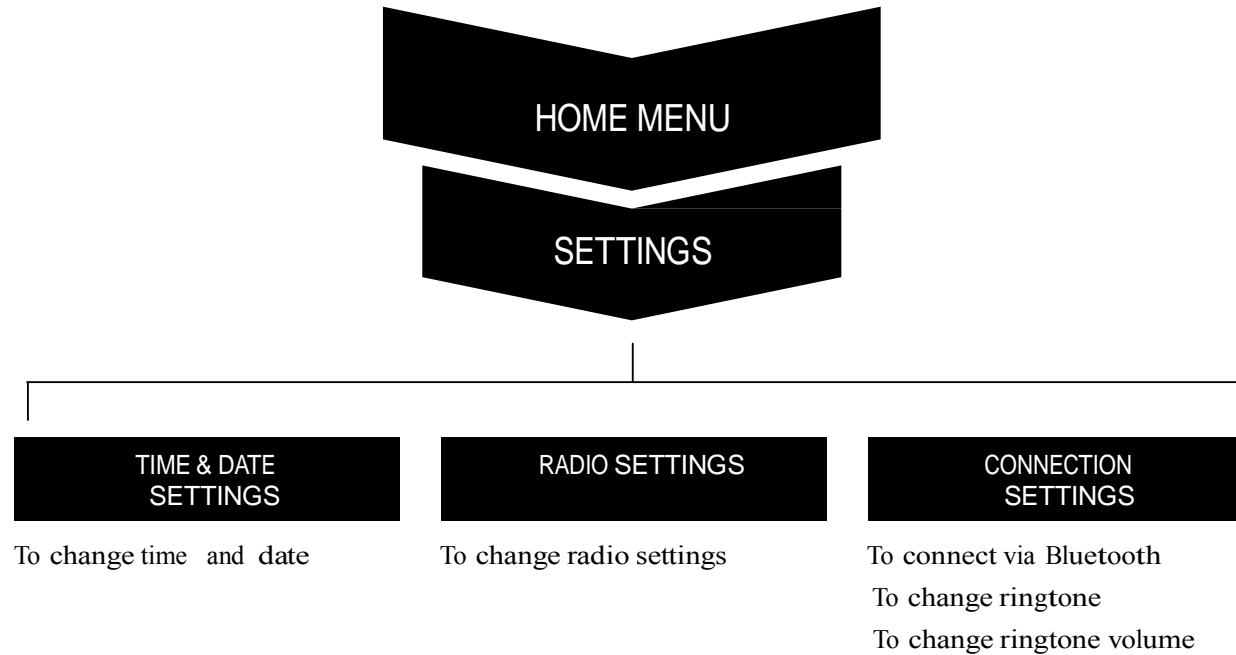 HOME MENU
SETTINGS
TIME & DATE
SETTINGS
To change time and date
RADIO SETTINGS
To change radio settings
CONNECTION
SETTINGS
To connect via Bluetooth
To change ringtone
To change ringtone volume